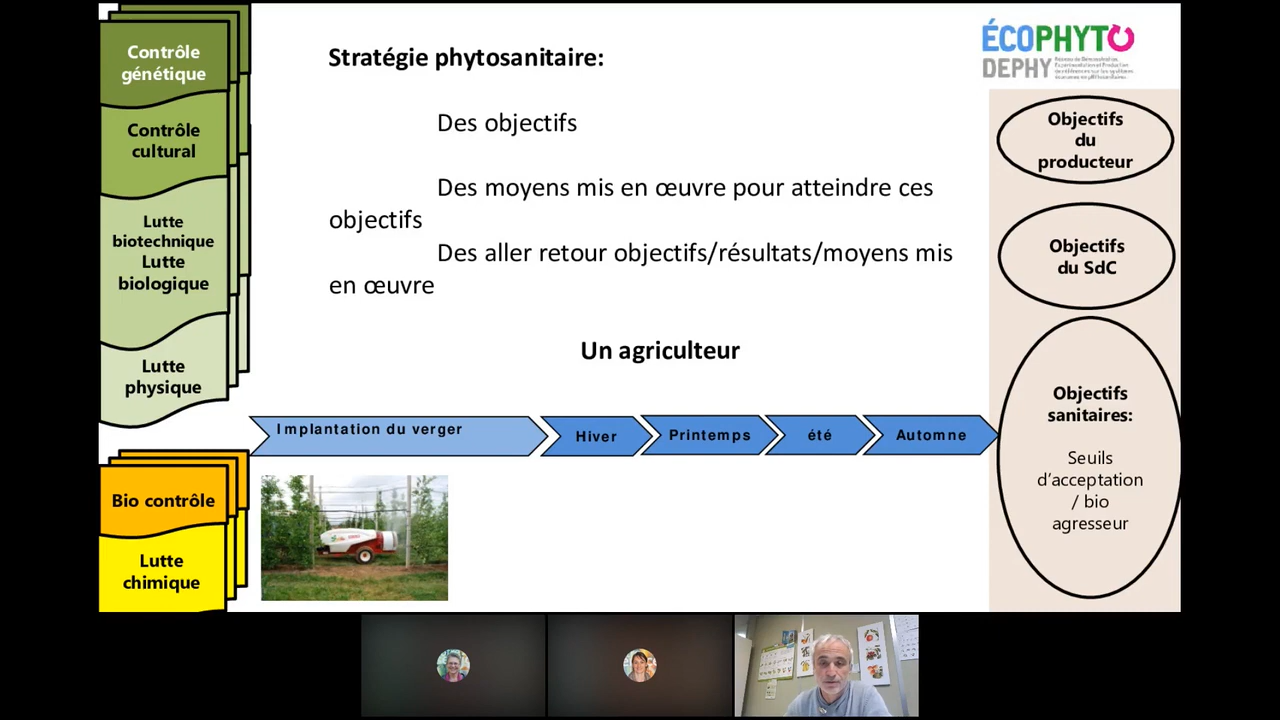 Contrôle
génétique
Contrôle
cultural
Lutte
biotechnique
Lutte
biologique
Lutte
physique
Bio contrôle
Lutte
chimique
Stratégie phytosanitaire:
Des objectifs
Des moyens mis en œuvre pour atteindre ces
objectifs
Des aller retour objectifs/résultats/moyens mis
en œuvre
Un agriculteur
Implantation du verger
Hiver
Printemps
été
Automne
ÉCOPHYTO
DEPHY
Objectifs
du
producteur
Objectifs
du SdC
Objectifs
sanitaires:
Seuils
d’acceptation
/ bio
agresseur